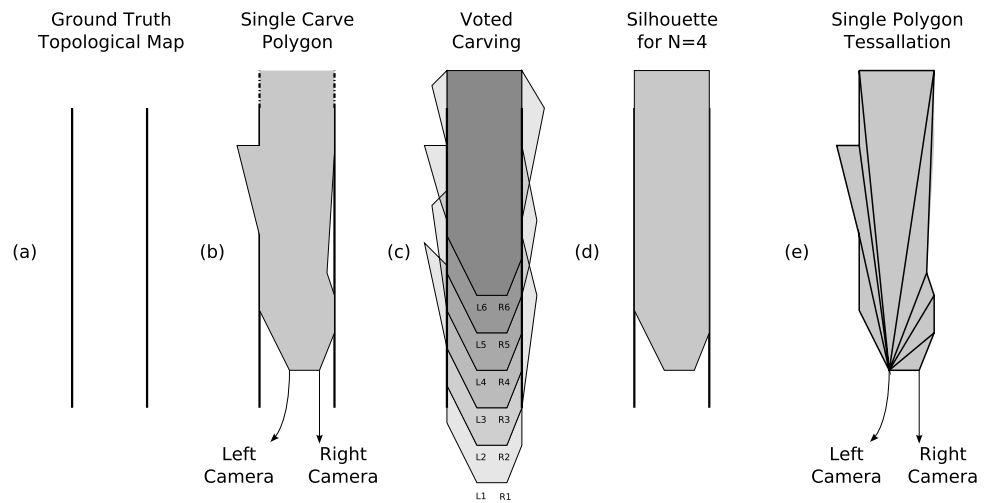 Ground Truth
Topological Map
Single Carve
Polygon
Voted
Carving
Silhouette
for N=4
Single Polygon
Tessallation
(a)
(b)
(c)
(d)
(e)
L6 R6
L5 R5
L4 R4
L3 R3
L2 R2
L1 R1
Left
Camera
Right
Camera
Left
Camera
Right
Camera